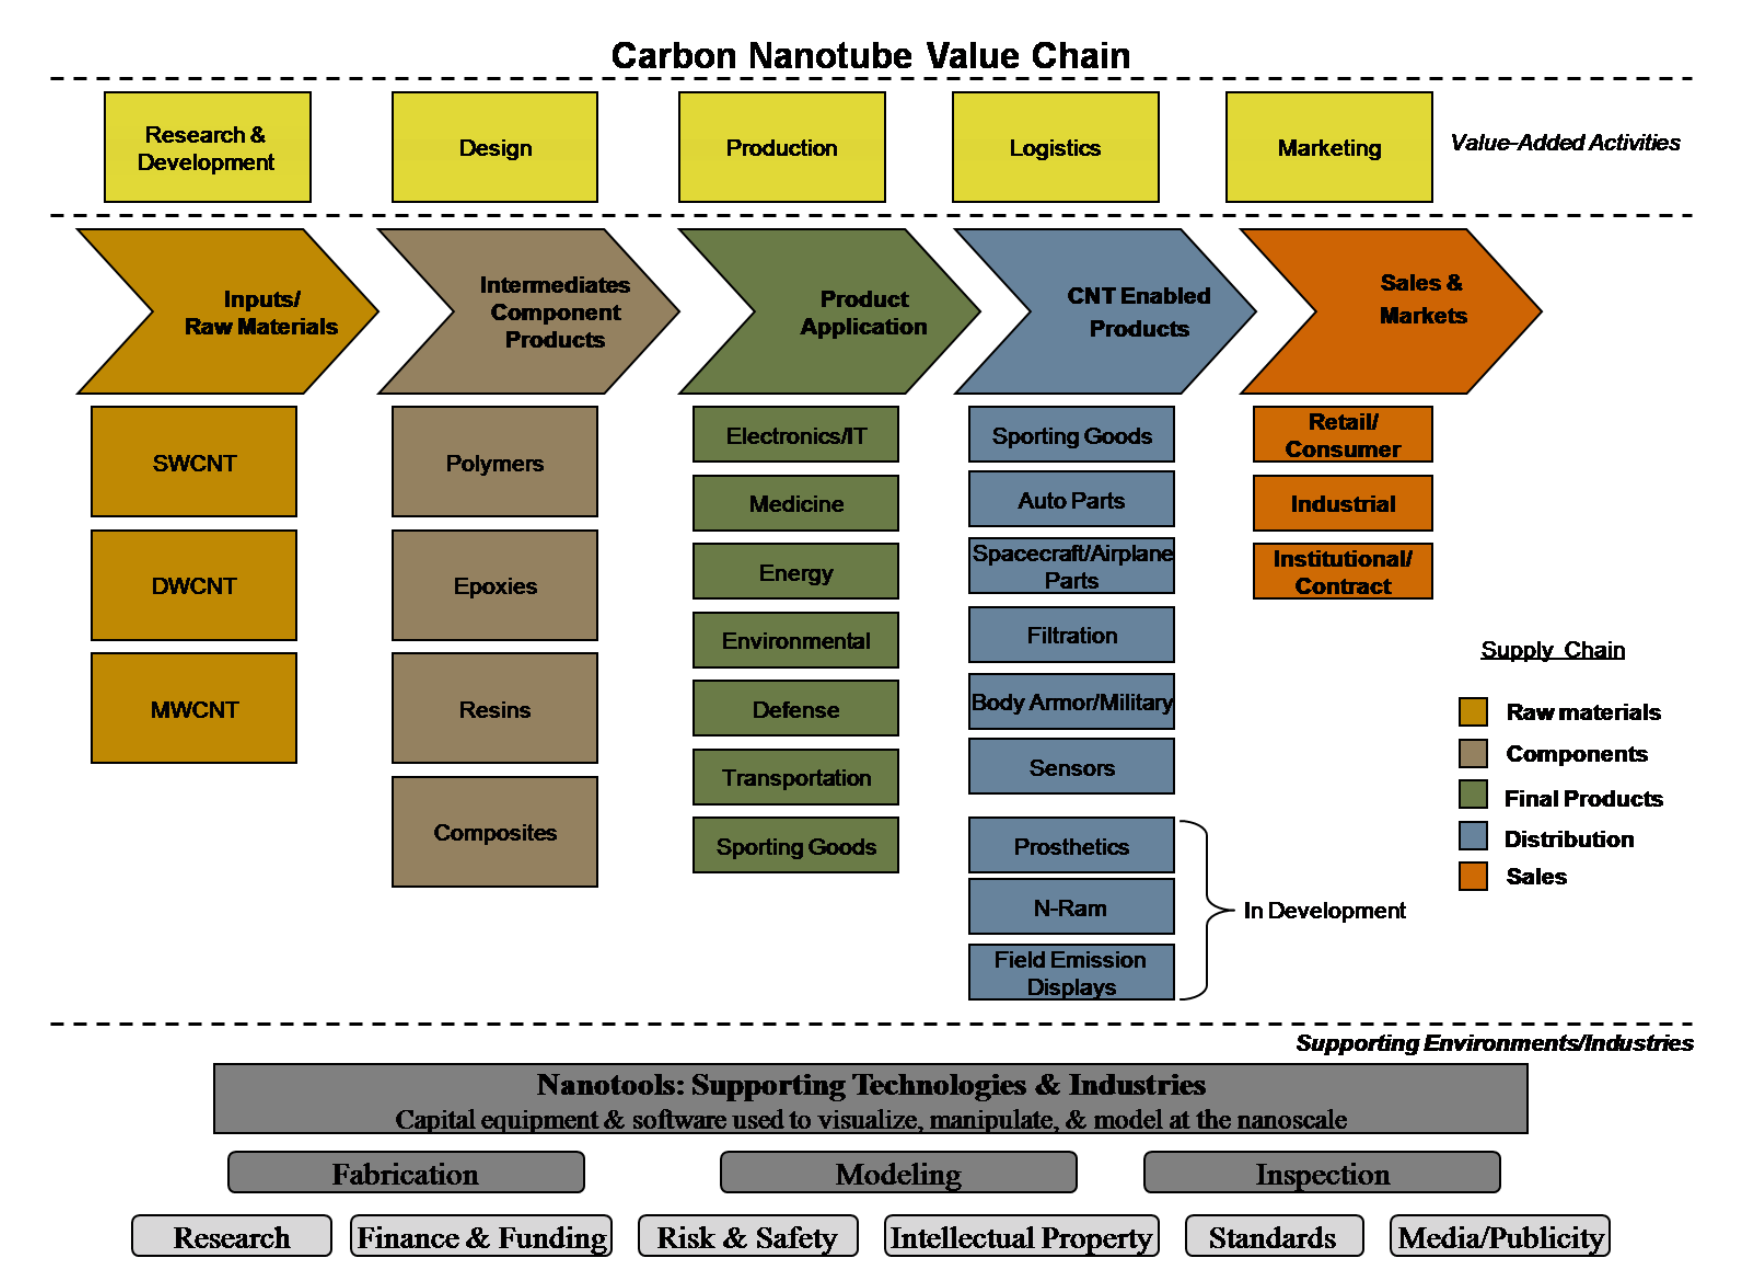 Carbon Nanotube Value Chain
Research &
Development
Design
Production
Logistics
Marketing
Value-Added Activities
Inputs/
Raw Materials
Intermediates
Component
Products
Product
Application
CNT Enabled
Products
Sales &
Markets
SWCNT
DWCNT
MWCNT
Polymers
Epoxies
Resins
Composites
Electronics/IT
Medicine
Energy
Environmental
Defense
Transportation
Sporting Goods
Sporting Goods
Auto Parts
Spacecraft/Airplane
Parts
Filtration
Body Armor/Military
Sensors
Prosthetics
N-Ram
Field Emission
Displays
In Development
Retail/
Consumer
Industrial
Institutional/
Contract
Supply Chain
Raw materials
Components
Final Products
Distribution
Sales
Supporting Environments/Industries
Nanotools: Supporting Technologies & Industries
Capital equipment & software used to visualize, manipulate, & model at the nanoscale
Fabrication
Modeling
Inspection
Research
Finance & Funding
Risk & Safety
Intellectual Property
Standards
Media/Publicity